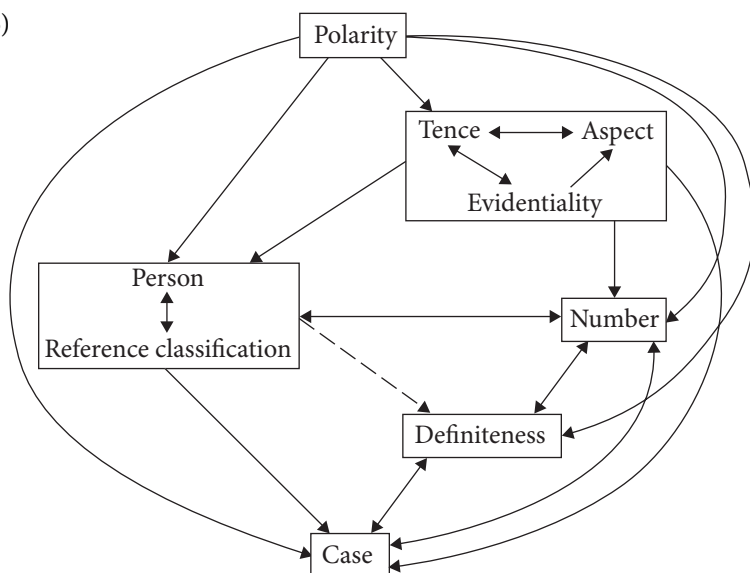 )
Polarity
Tence Aspect
Evidentiality
Person
Reference classification
Number
Definiteness
Case